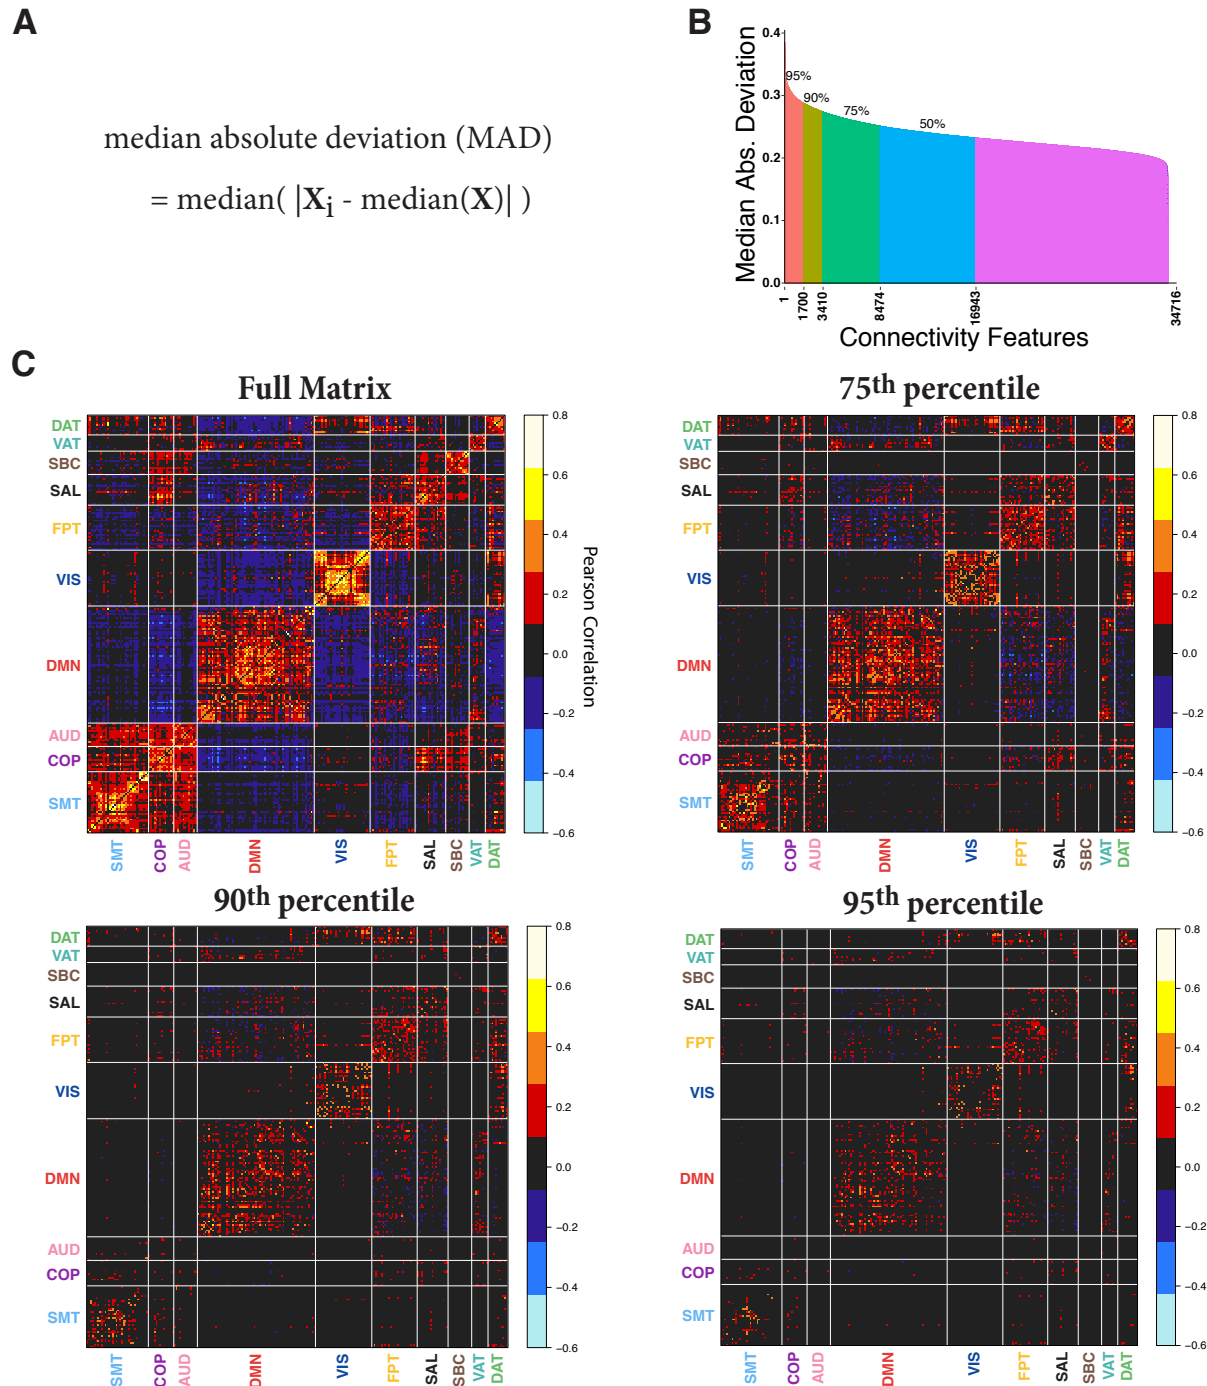 A
median absolute deviation (MAD)
= median( |Xi - median(X)| )
B
Median Abs. Deviation
0.4
0.3
0.2
0.1
0.0
95%
90%
75%
50%
1
1700
3410
8474
16943
34716
Connectivity Features
C
Full Matrix
DAT
VAT
SBC
SAL
FPT
VIS
DMN
AUD
COP
SMT
SMT
COP
AUD
DMN
VIS
FPT
SAL
SBC
VAT
DAT
0.8
0.6
0.4
0.2
0.0
−0.2
−0.4
−0.6
Pearson Correlation
75th percentile
DAT
VAT
SBC
SAL
FPT
VIS
DMN
AUD
COP
SMT
SMT
COP
AUD
DMN
VIS
FPT
SAL
SBC
VAT
DAT
0.8
0.6
0.4
0.2
0.0
−0.2
−0.4
−0.6
90th percentile
DAT
VAT
SBC
SAL
FPT
VIS
DMN
AUD
COP
SMT
SMT
COP
AUD
DMN
VIS
FPT
SAL
SBC
VAT
DAT
0.8
0.6
0.4
0.2
0.0
−0.2
−0.4
−0.6
95th percentile
DAT
VAT
SBC
SAL
FPT
VIS
DMN
AUD
COP
SMT
SMT
COP
AUD
DMN
VIS
FPT
SAL
SBC
VAT
DAT
0.8
0.6
0.4
0.2
0.0
−0.2
−0.4
−0.6